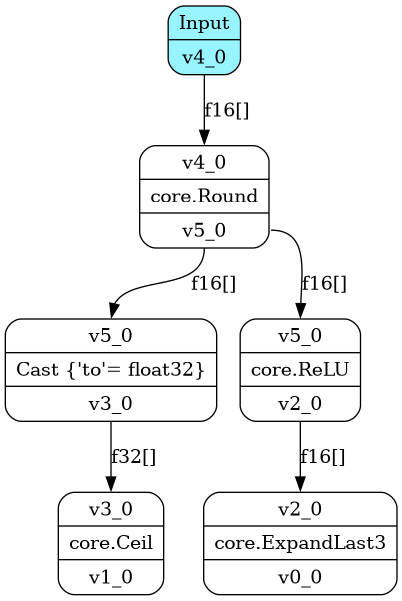 Input
v4_0
f16[]
v4_0
core.Round
v5_0
f16[]
f16[]
v5_0
Cast {'to'= float32}
v3_0
v5_0
core.ReLU
v2_0
f32[]
f16[]
v3_0
core.Ceil
v1_0
v2_0
core.ExpandLast3
v0_0